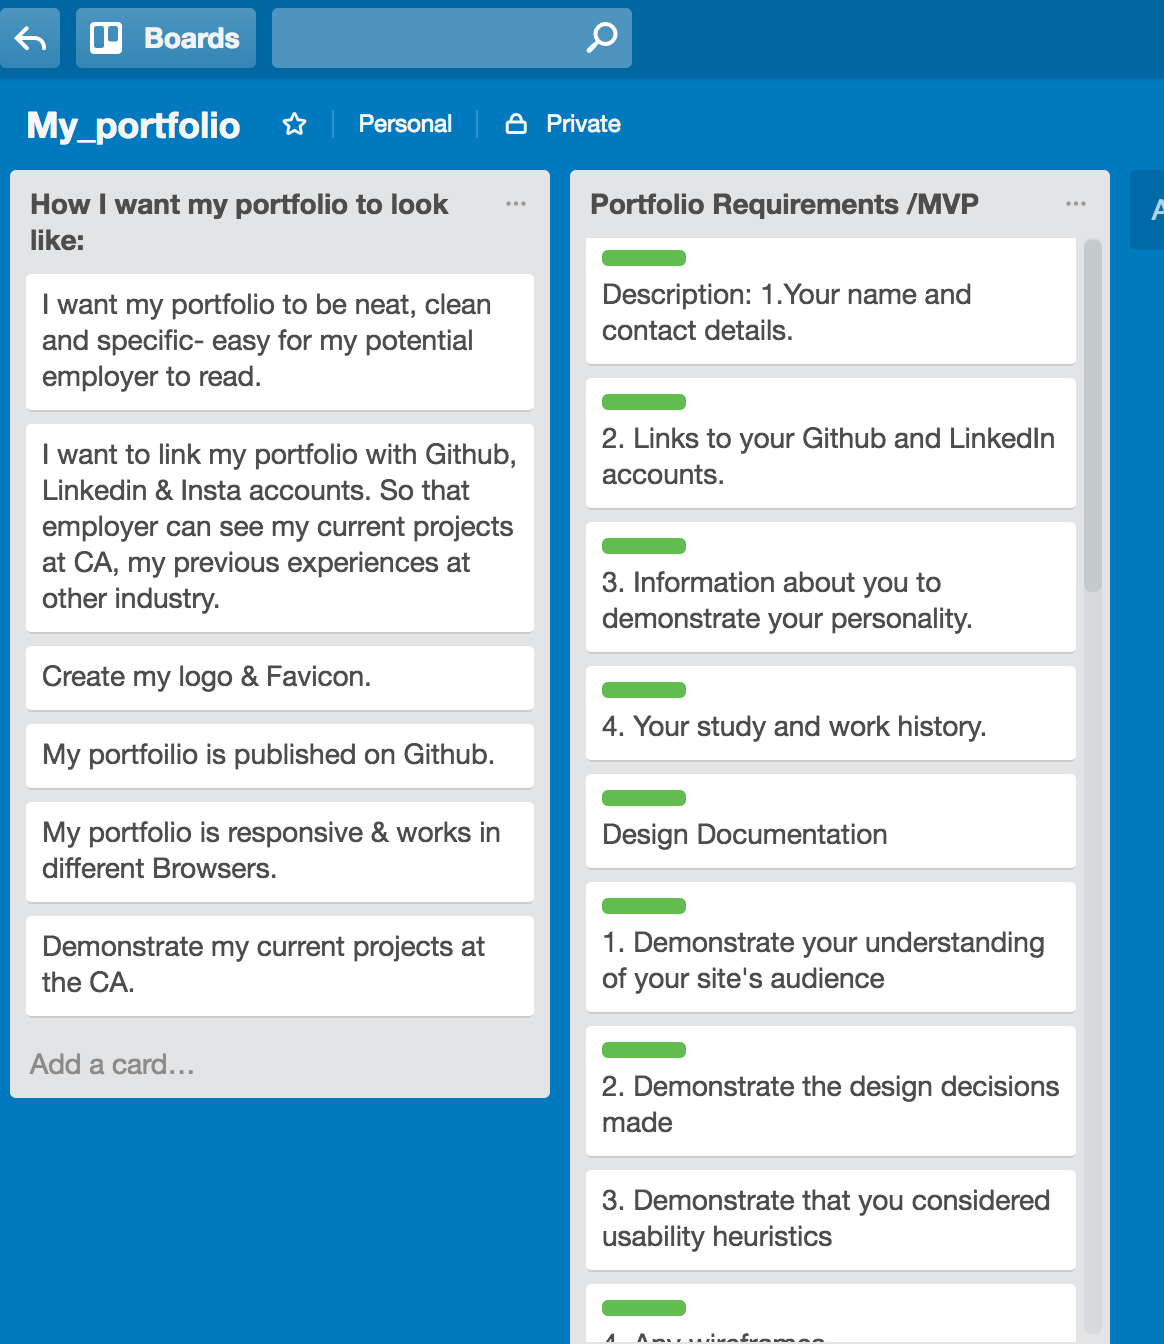 Boards
My_portfolio
Personal
Private
How I want my portfolio to look
like:
I want my portfolio to be neat, clean
and specific- easy for my potential
employer to read.
I want to link my portfolio with Github,
Linkedin & Insta accounts. So that
employer can see my current projects
at CA, my previous experiences at
other industry.
Create my logo & Favicon.
My portfoilio is published on Github.
My portfolio is responsive & works in
different Browsers.
Demonstrate my current projects at
the CA.
Add a card…
Portfolio Requirements /MVP
Description: 1.Your name and
contact details.
2. Links to your Github and LinkedIn
accounts.
3. Information about you to
demonstrate your personality.
4. Your study and work history.
Design Documentation
1. Demonstrate your understanding
of your site's audience
2. Demonstrate the design decisions
made
3. Demonstrate that you considered
usability heuristics
4. Any wireframes
A